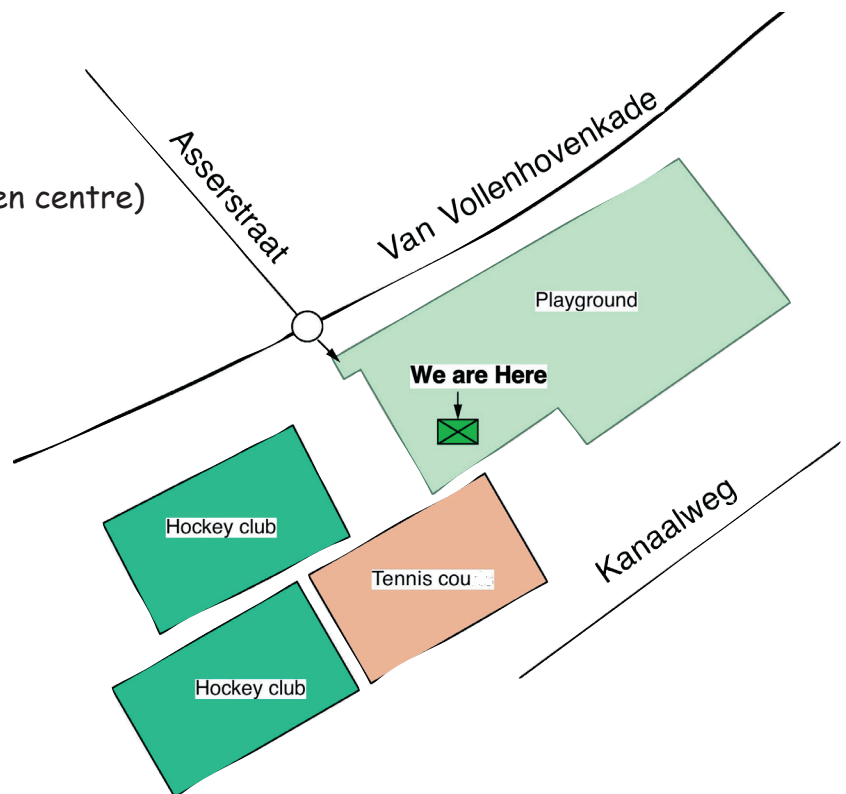 Asserstraat
Van Vollenhovenkade
en centre)
Playground
We are Here
Hockey club
Tennis cou
Kanaalweg
Hockey club